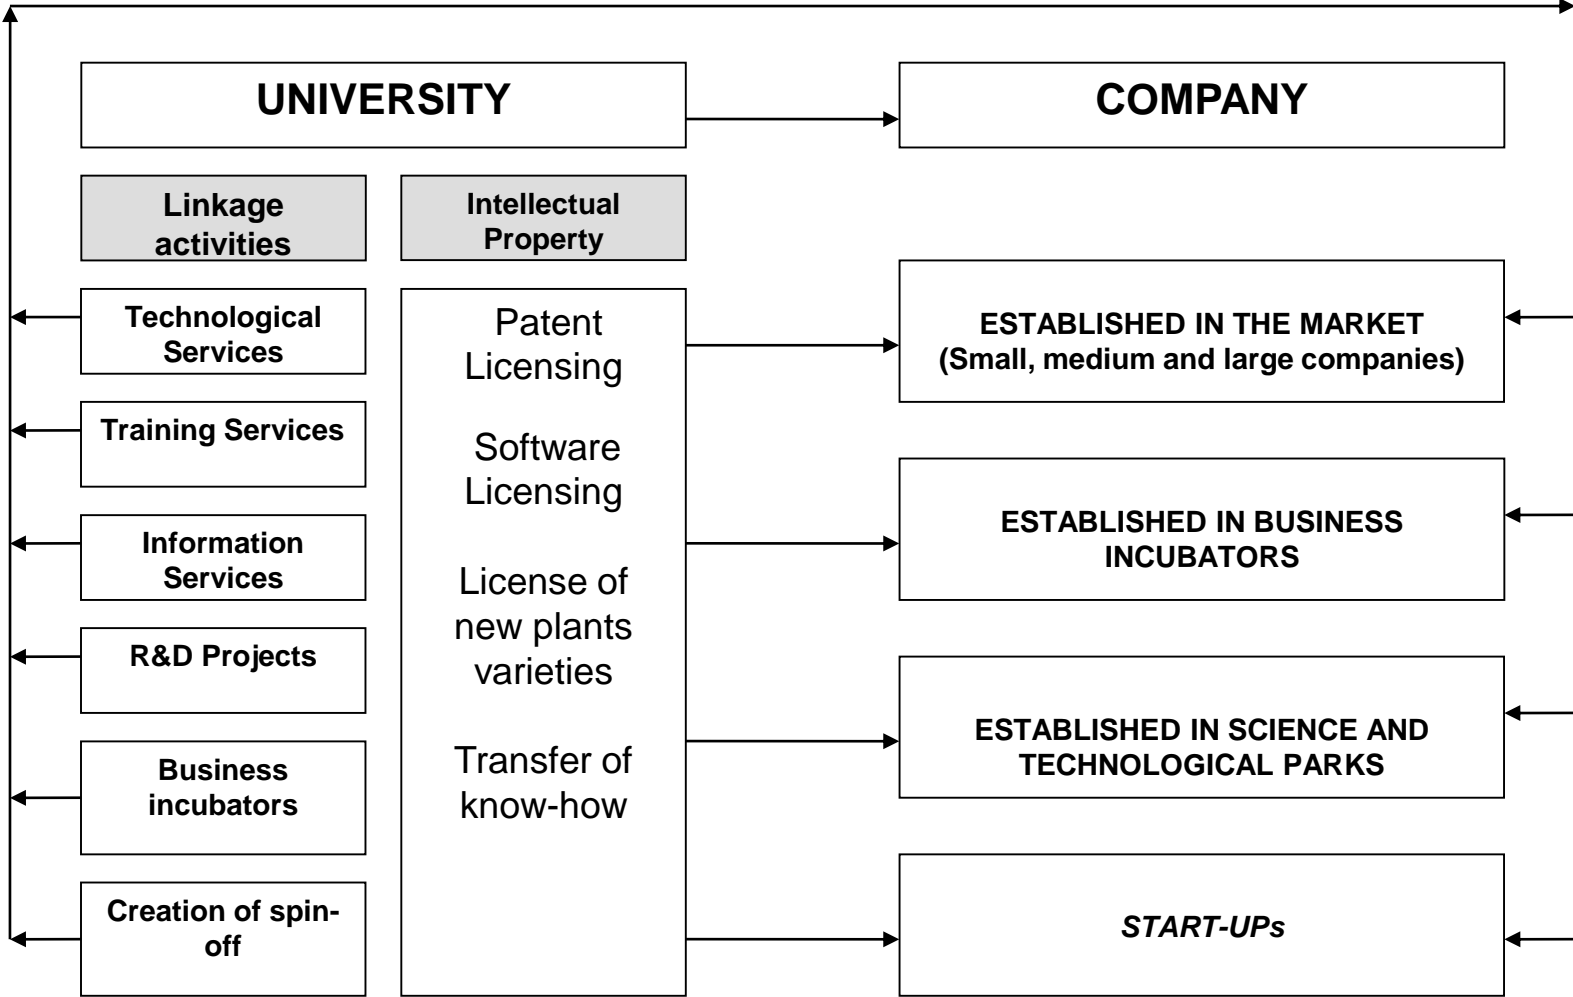 UNIVERSITY
COMPANY
Linkage
activities
Intellectual
Property
Technological
Services
Training Services
Information
Services
R&D Projects
Business
incubators
Creation of spin-
off
Patent
Licensing
Software
Licensing
License of
new plants
varieties
Transfer of
know-how
ESTABLISHED IN THE MARKET
(Small, medium and large companies)
ESTABLISHED IN BUSINESS
INCUBATORS
ESTABLISHED IN SCIENCE AND
TECHNOLOGICAL PARKS
START-UPs